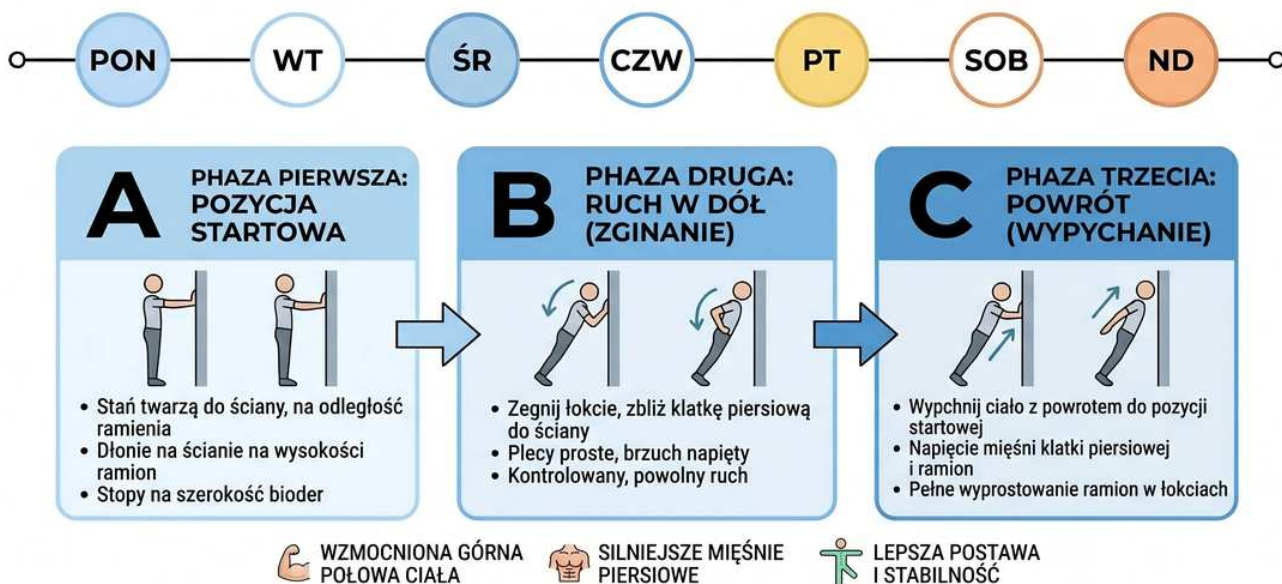 PON WT ŚR CZW PT SOB ND
A
PHAZA PIERWSZA:
POZYCJA
STARTOWA
• Stań twarzą do ściany, na odległość
ramienia
• Dłonie na ścianie na wysokości
ramion
• Stopy na szerokość bioder
B
PHAZA DRUGA:
RUCH W DÓŁ
(ZGINANIE)
• Zegnij łokcie, zbliż klatkę piersiową
do ściany
• Plecy proste, brzuch napięty
• Kontrolowany, powolny ruch
C
PHAZA TRZECIA:
POWRÓT
(WYPYCHANIE)
• Wypchnij ciało z powrotem do pozycji
startowej
• Napięcie mięśni klatki piersiowej
i ramion
• Pełne wyprostowanie ramion w łokciach
WZMOCNIONA GÓRNA
POŁOWA CIAŁA
SILNIEJSZE MIĘŚNIE
PIERSIOWE
LEPSZA POSTAWA
I STABILNOŚĆ